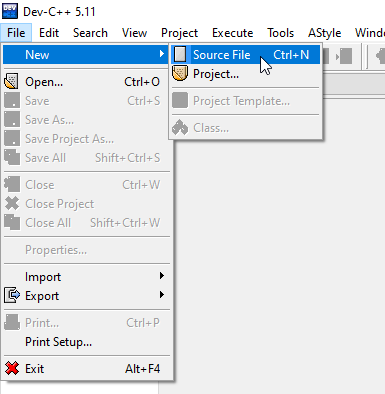 DEV
Dev-C++ 5.11
File Edit Search View Project Execute Tools AStyle
New
Source File Ctrl+N
Open... Ctrl+O
Project...
Save Ctrl+S
Project Template...
Save As...
Class...
Save Project As...
Save All Shift+Ctrl+S
Close Ctrl+W
Close Project
Close All Shift+Ctrl+W
Properties...
Import
Export
Print... Ctrl+P
Print Setup...
Exit Alt+F4